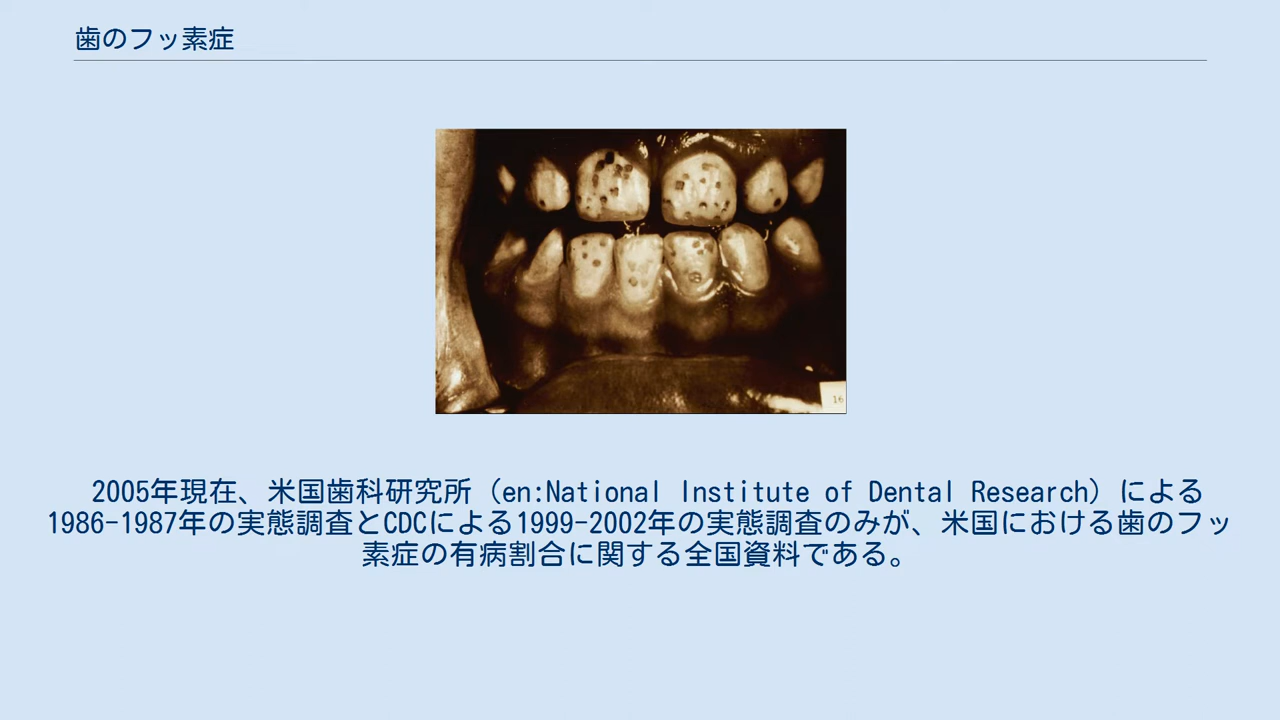 歯のフッ素症
16
2005年現在、米国歯科研究所（en:National Institute of Dental Research）による
1986-1987年の実態調査とCDCによる1999-2002年の実態調査のみが、米国における歯のフッ
素症の有病割合に関する全国資料である。